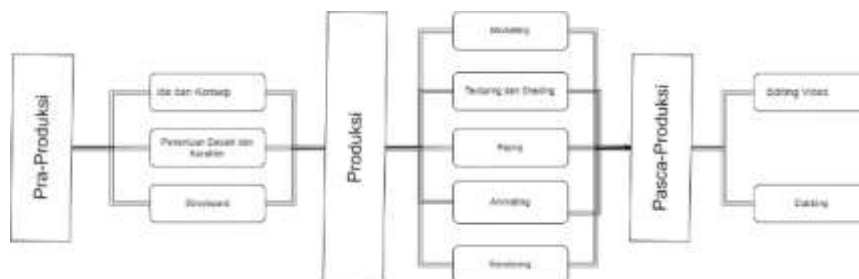 Pra-Produksi
Ide dan Konsep
Penentuan Desain dan
Karakter
Storyboard
Produksi
Modelling
Texturing dan Shading
Rigging
Animating
Rendering
Pasca-Produksi
Editing Video
Dubbing